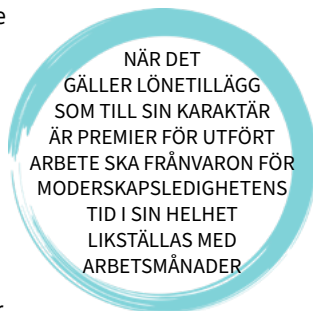 e
NÄR DET
GÄLLER LÖNETILLÄGG
SOM TILL SIN KARAKTÄR
ÄR PREMIER FÖR UTFÖRT
ARBETE SKA FRÅNVARON FÖR
MODERSKAPSLEDIGHETENS
TID I SIN HELHET
LIKSTÄLLAS MED
ARBETSMÅNADER